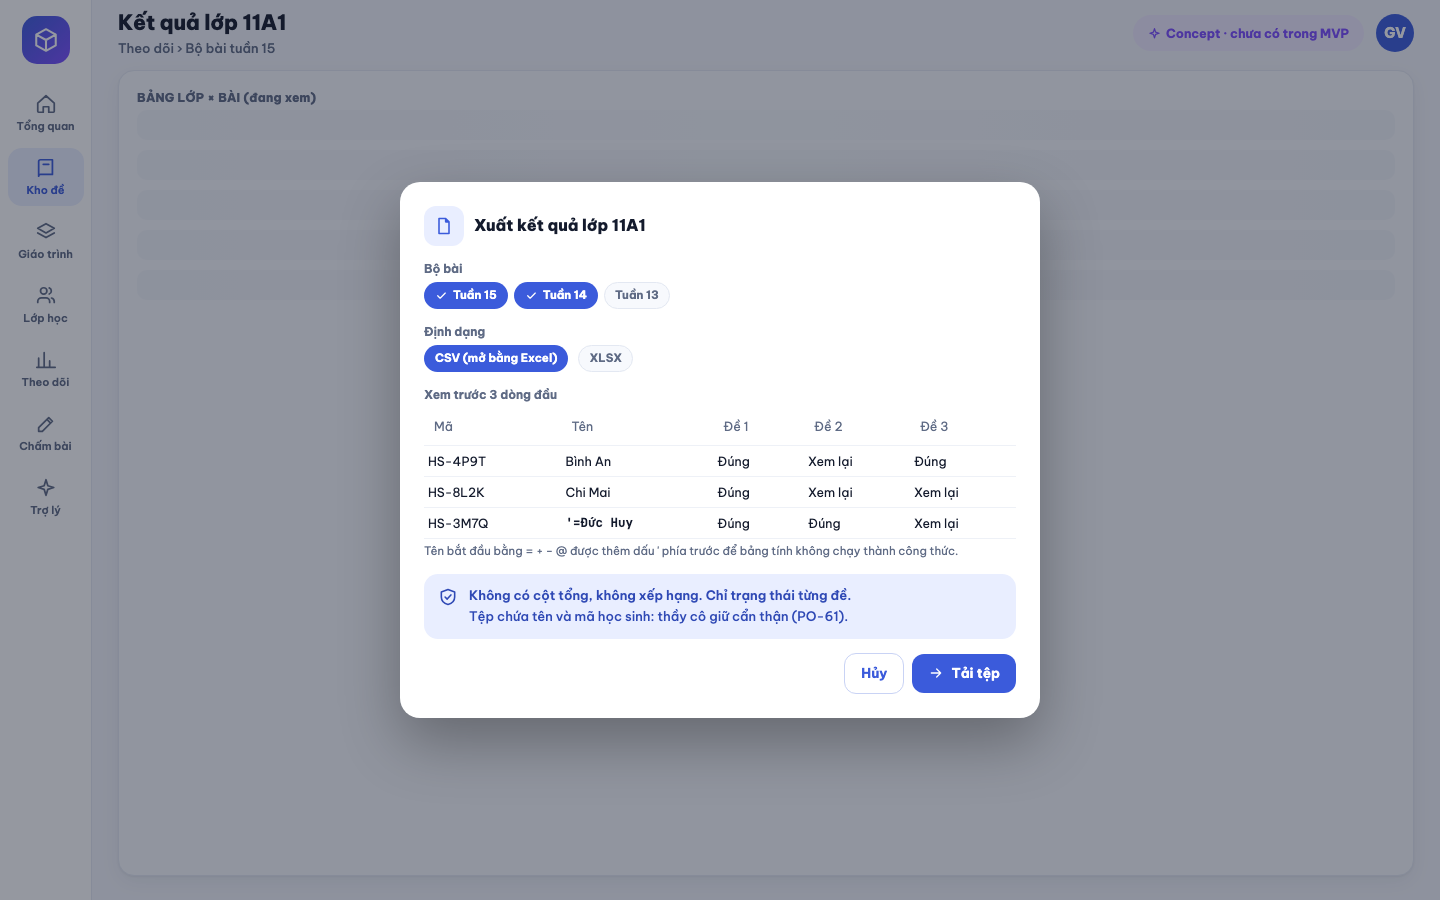 Kết quả lớp 11A1
Theo dõi › Bộ bài tuần 15
Concept · chưa có trong MVP
GV
Tổng quan
Kho đề
Giáo trình
Lớp học
Theo dõi
Chấm bài
Trợ lý
BẢNG LỚP × BÀI (đang xem)
Xuất kết quả lớp 11A1
Bộ bài
Tuần 15 Tuần 14 Tuần 13
Định dạng
CSV (mở bằng Excel) XLSX
Xem trước 3 dòng đầu
Mã Tên Đề 1 Đề 2 Đề 3
HS-4P9T Bình An Đúng Xem lại Đúng
HS-8L2K Chi Mai Đúng Xem lại Xem lại
HS-3M7Q '=Đức Huy Đúng Đúng Xem lại
Tên bắt đầu bằng = + - @ được thêm dấu ' phía trước để bảng tính không chạy thành công thức.
Không có cột tổng, không xếp hạng. Chỉ trạng thái từng đề.
Tệp chứa tên và mã học sinh: thầy cô giữ cẩn thận (PO-61).
Hủy
Tải tệp